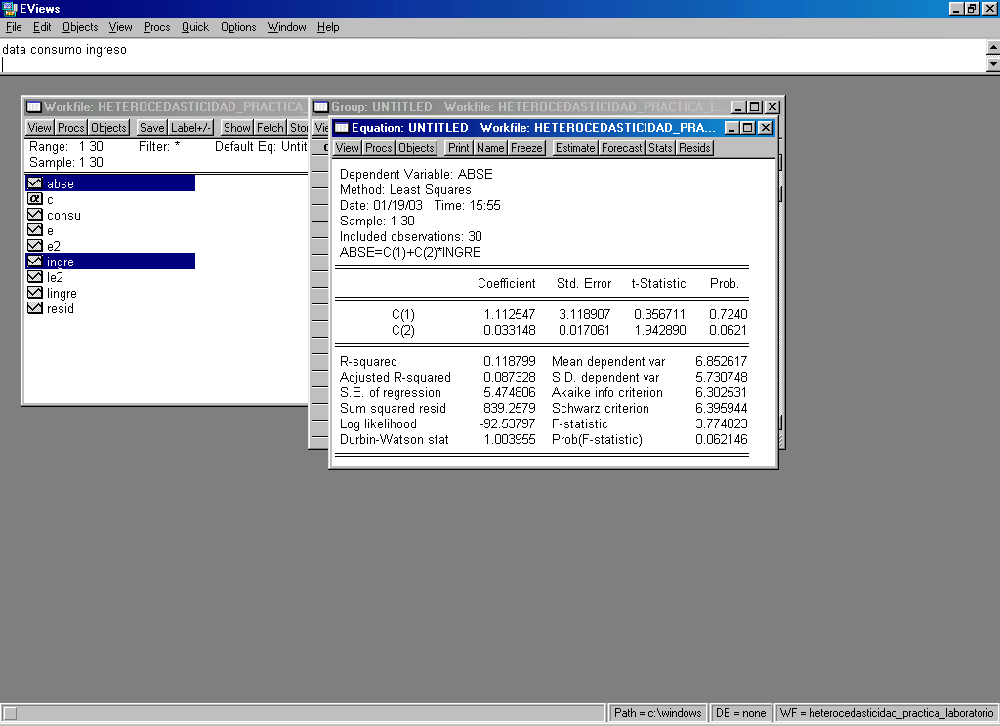 EViews
File Edit Objects View Procs Quick Options Window Help
data consumo ingreso
Workfile: HETEROCEDASTICIDAD_PRACTICA
View Procs Objects Save Label+/- Show Fetch
Range: 1 30 Filter: * Default Eq: Untit
Sample: 1 30
abse
c
consu
e
e2
ingre
le2
lingre
resid
Group: UNTITLED Workfile: HETEROCEDASTICIDAD_PRACTICA_L...
Equation: UNTITLED Workfile: HETEROCEDASTICIDAD_PRA...
View Procs Objects Print Name Freeze Estimate Forecast Stats Resids
Dependent Variable: ABSE
Method: Least Squares
Date: 01/19/03 Time: 15:55
Sample: 1 30
Included observations: 30
ABSE=C(1)+C(2)*INGRE
Coefficient Std. Error t-Statistic Prob.
C(1) 1.112547 3.118907 0.356711 0.7240
C(2) 0.033148 0.017061 1.942890 0.0621
R-squared 0.118799 Mean dependent var 6.852617
Adjusted R-squared 0.087328 S.D. dependent var 5.730748
S.E. of regression 5.474806 Akaike info criterion 6.302531
Sum squared resid 839.2579 Schwarz criterion 6.395944
Log likelihood -92.53797 F-statistic 3.774823
Durbin-Watson stat 1.003955 Prob(F-statistic) 0.062146
Path = c:\windows DB = none WF = heterocedasticidad_practica_laboratorio